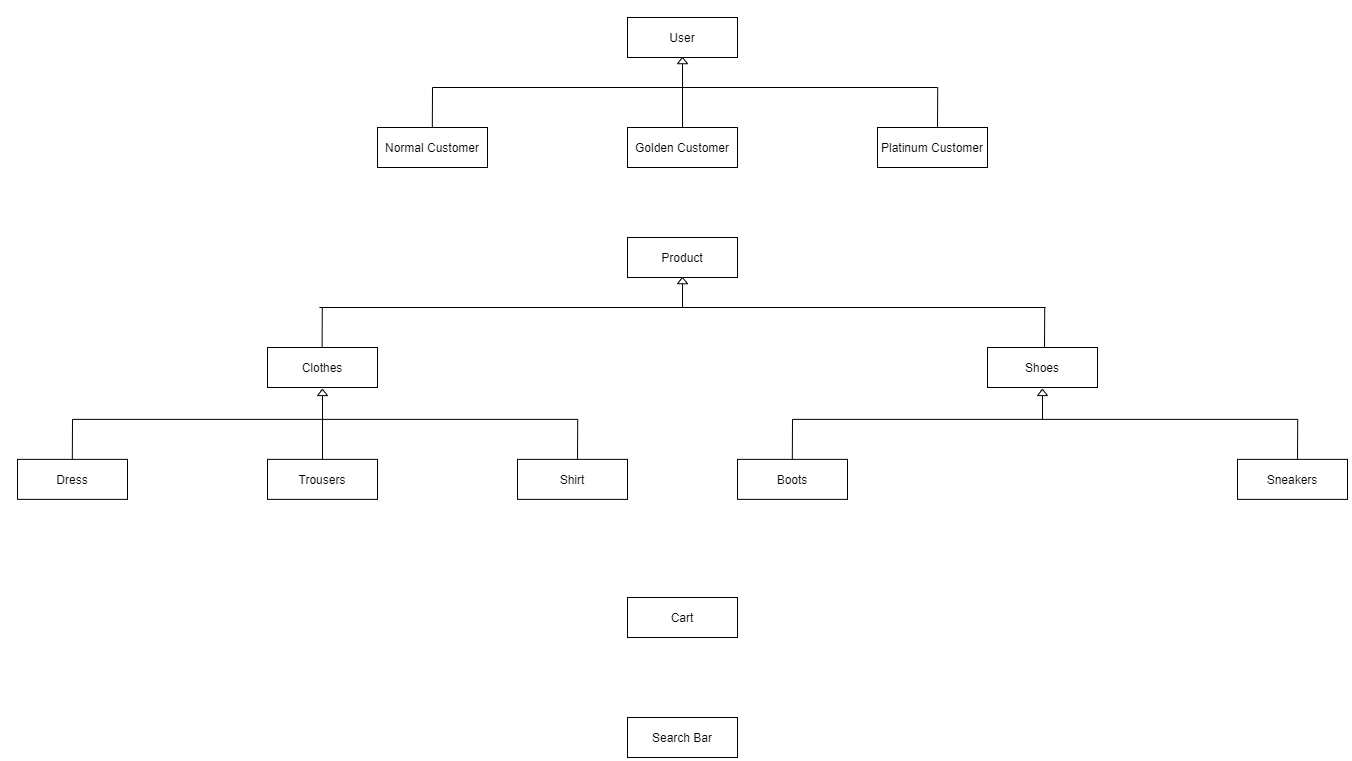 User
Normal Customer
Golden Customer
Platinum Customer
Product
Clothes
Shoes
Dress
Trousers
Shirt
Boots
Sneakers
Cart
Search Bar